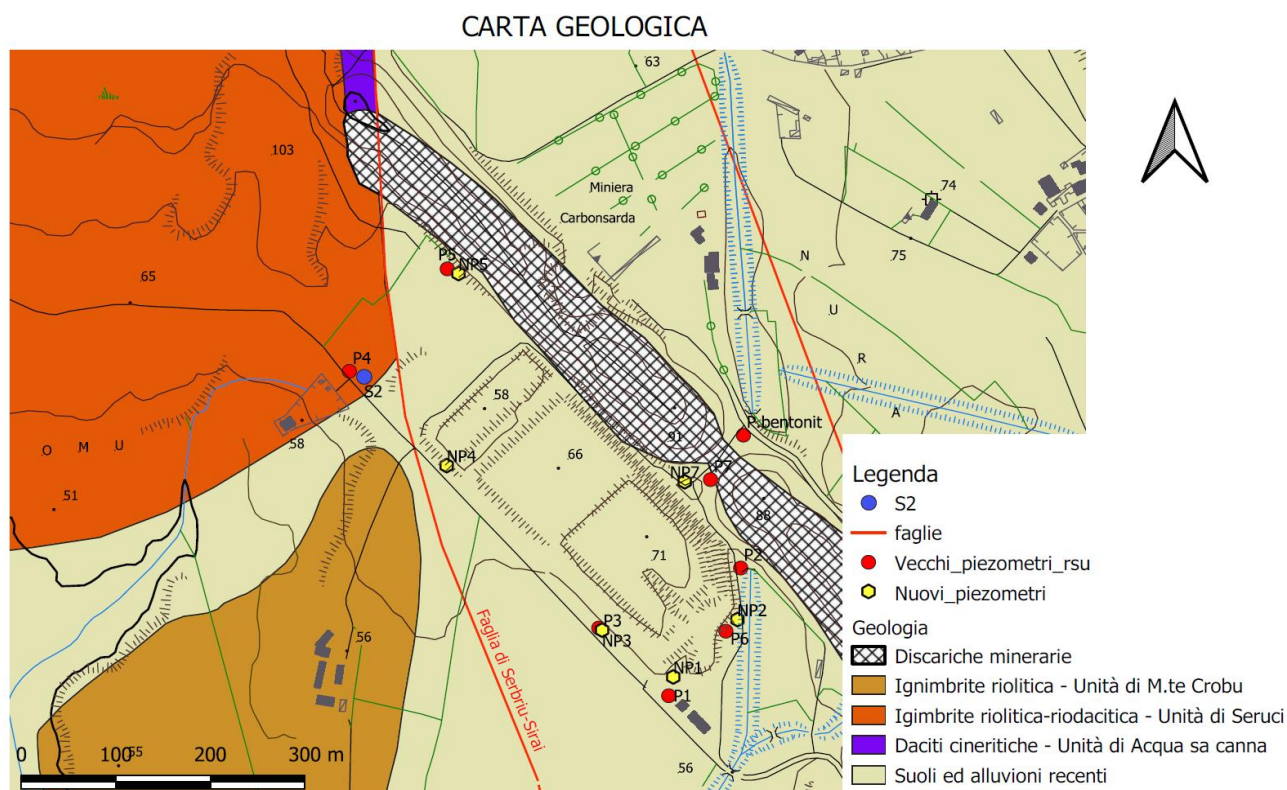 CARTA GEOLOGICA
63
103
74
Miniera
Carbonsarda
N
75
P5
NP5
65
U
P4
S2
R
58
A
P.bentonit
O M U
58
91
66
NP4
NP7
P7
51
88
71
P2
NP2
P3
NP3
P6
56
Faglia di Serbriu-Sirai
NP1
P1
55
56
0 100 200 300 m
Legenda
S2
faglie
Vecchi_piezometri_rsu
Nuovi_piezometri
Geologia
Discariche minerarie
Ignimbrite riolitica - Unità di M.te Crobu
Igimbrite riolitica-riodacitica - Unità di Seruci
Daciti cineritiche - Unità di Acqua sa canna
Suoli ed alluvioni recenti